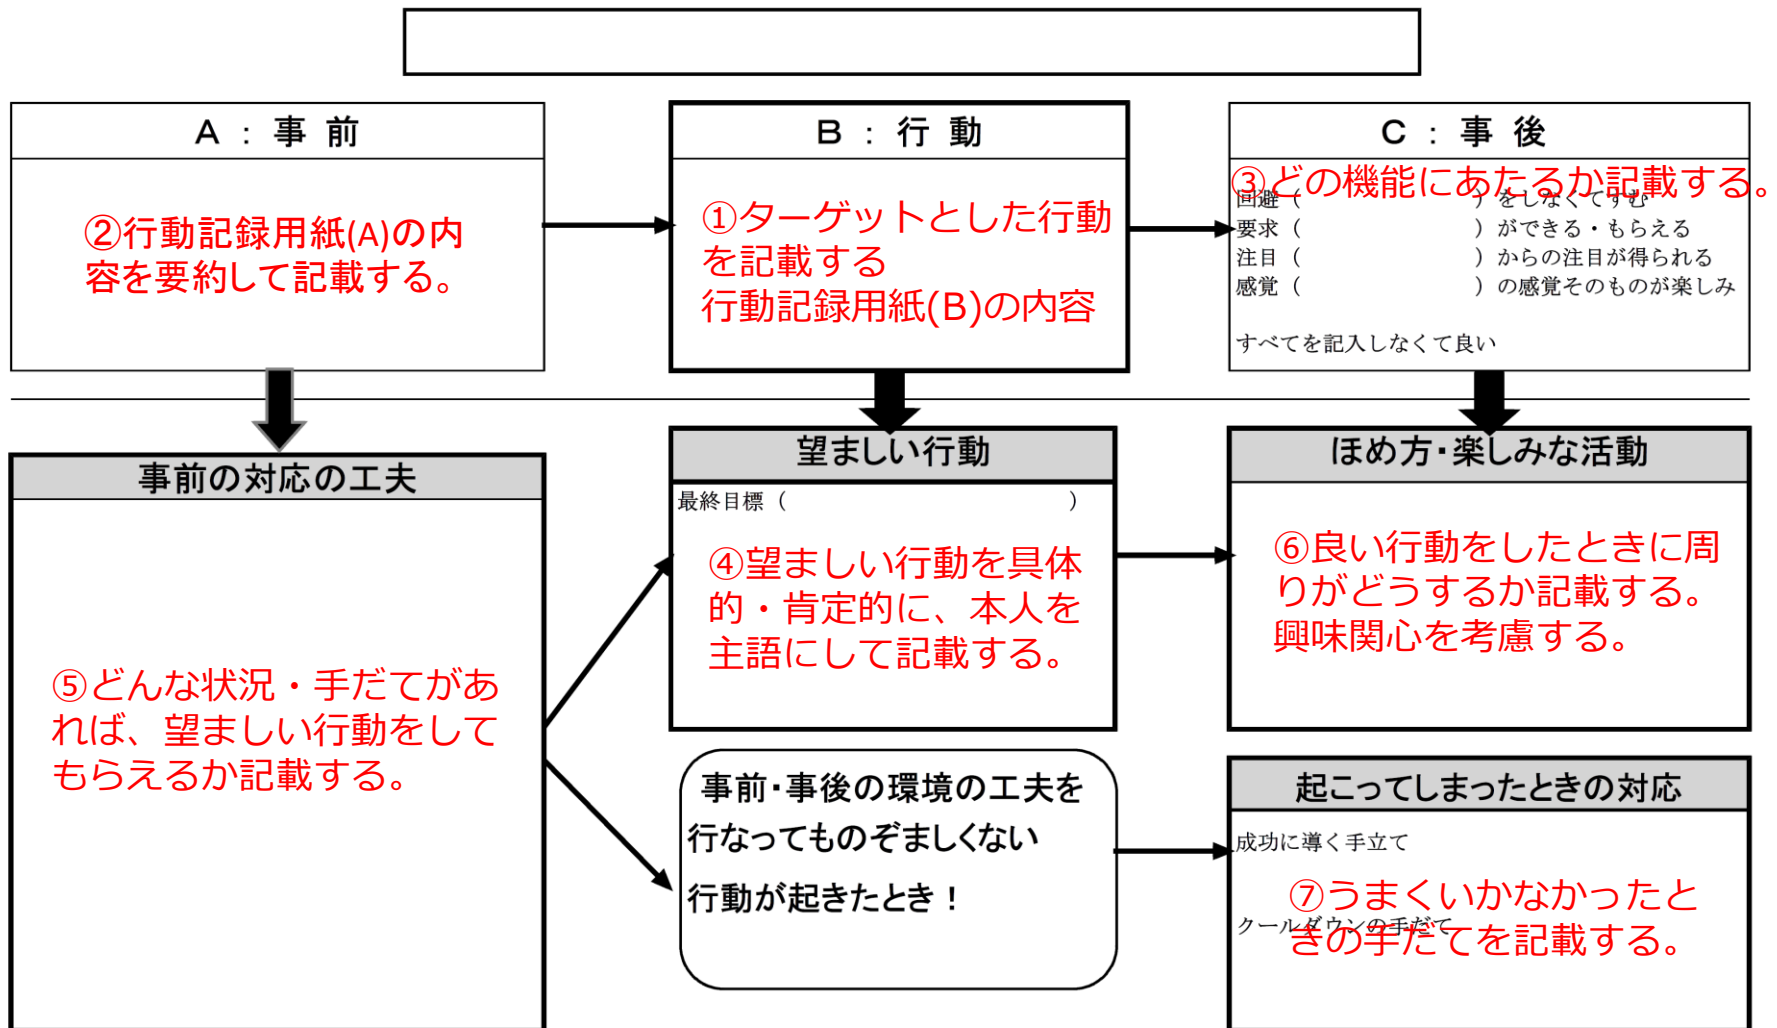 A：事 前
②行動記録用紙(A)の内
容を要約して記載する。
B：行 動
①ターゲットとした行動
を記載する
行動記録用紙(B)の内容
C：事 後
③どの機能にあたるか記載する。
回避（　　　　　　　　）をしなくてすむ
要求（　　　　　　　　）ができる・もらえる
注目（　　　　　　　　）からの注目が得られる
感覚（　　　　　　　　）の感覚そのものが楽しみ
すべてを記入しなくて良い
事前の対応の工夫
⑤どんな状況・手だてがあ
れば、望ましい行動をして
もらえるか記載する。
望ましい行動
最終目標（　　　　　　　　　　　　　）
④望ましい行動を具体
的・肯定的に、本人を
主語にして記載する。
ほめ方・楽しみな活動
⑥良い行動をしたときに周
りがどうするか記載する。
興味関心を考慮する。
事前・事後の環境の工夫を
行なってものぞましくない
行動が起きたとき！
起こってしまったときの対応
成功に導く手立て
⑦うまくいかなかったと
きの手だてを記載する。
クールダウンの手だて